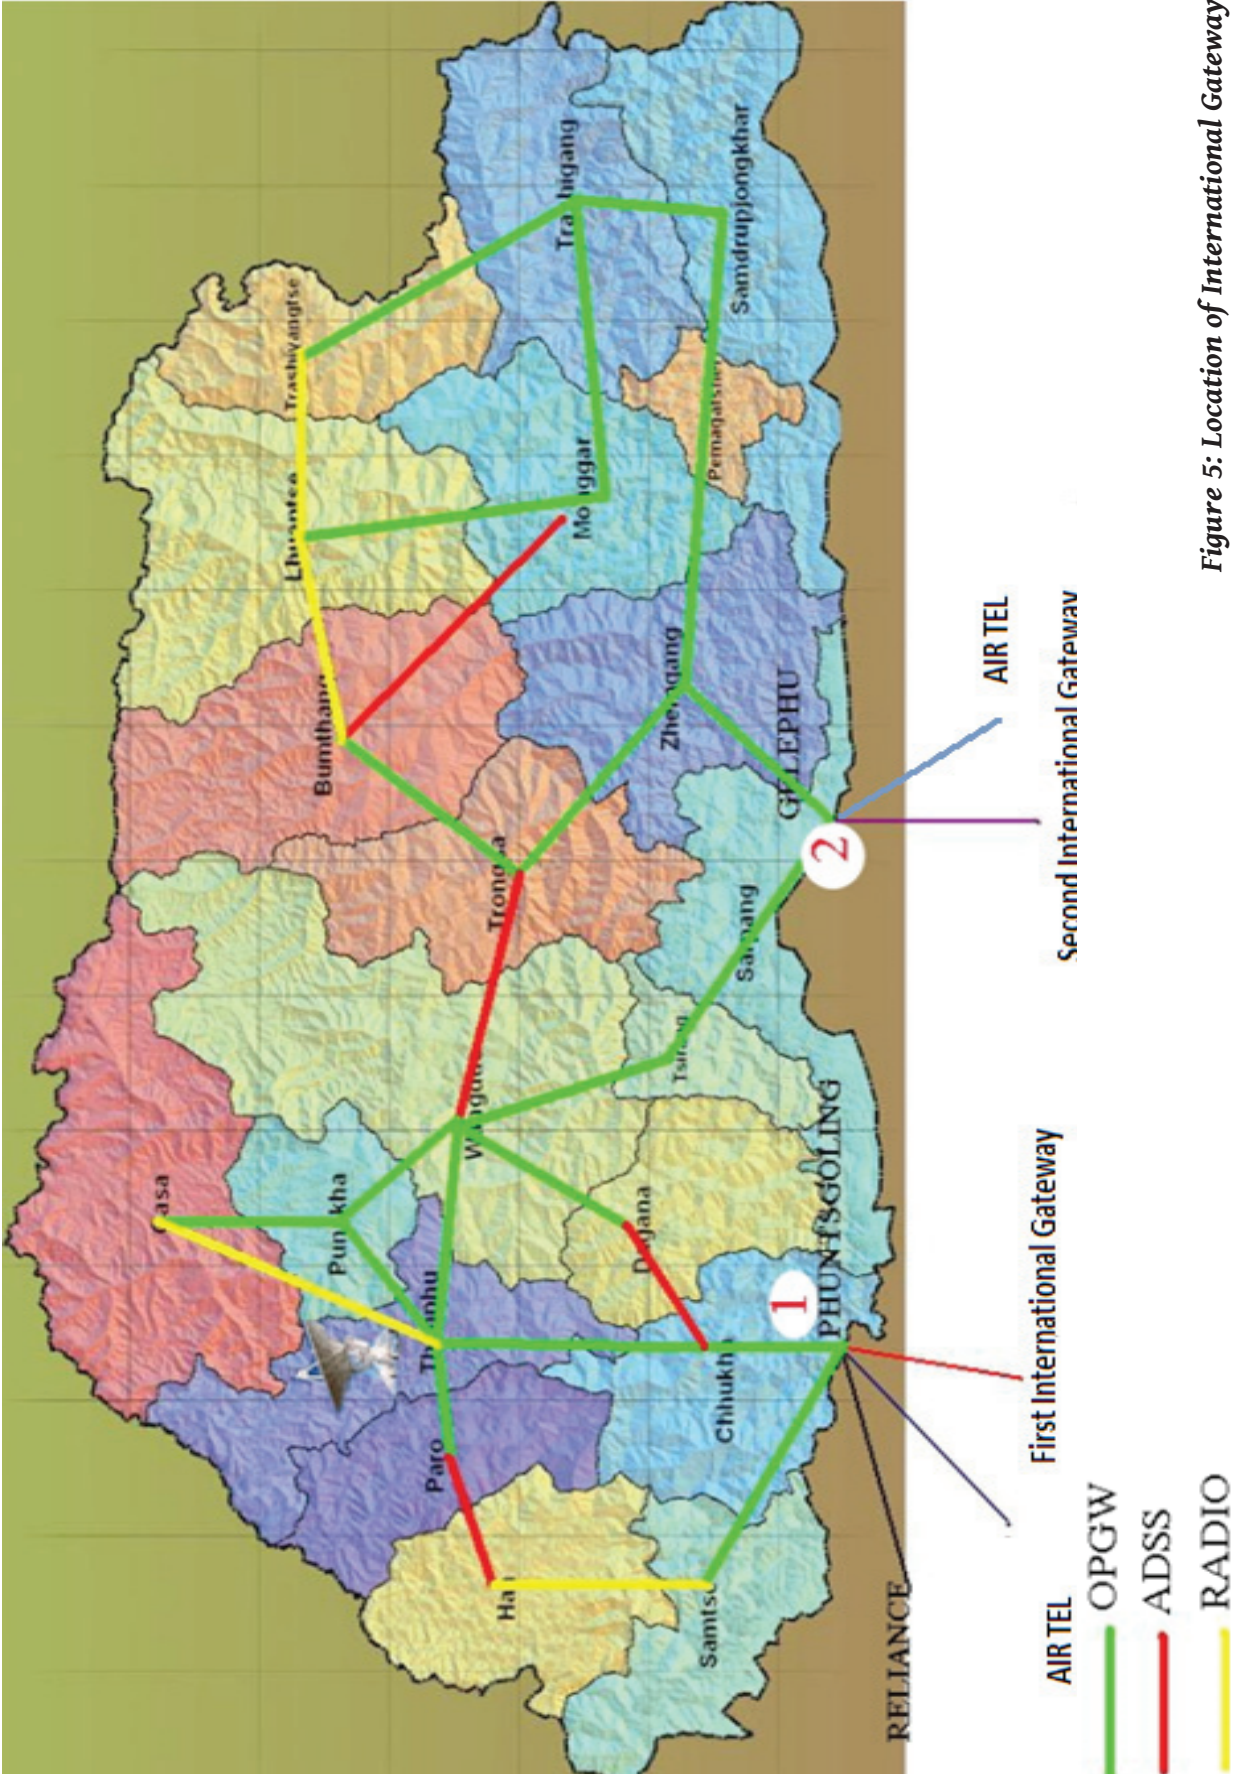 Gasa
Punakha
Thimphu
Paro
Haa
Samtse
Chhukha
Dagana
Wangdue
Tsirang
Sarpang
Trongsa
Bumthang
Zhemgang
Lhuentse
Monggar
Trashiyangtse
Trashigang
Pemagatshel
Samdrupjongkhar
PHUNTSGOLING
GELEPHU
1
2
RELIANCE
AIR TEL
First International Gateway
AIR TEL
Second International Gateway
OPGW
ADSS
RADIO
Figure 5: Location of International Gateway